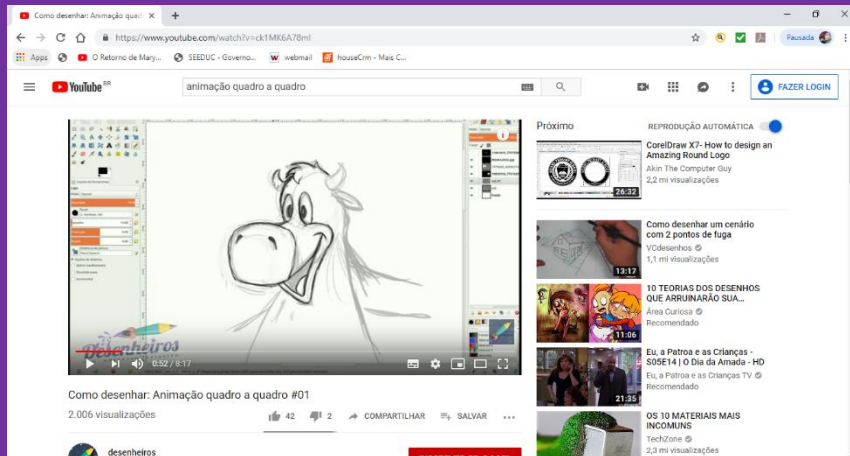 Como desenhar: Animação quac
https://www.youtube.com/watch?v=ck1MK6A78mI
Pausada
Apps
O Retorno de Mary...
SEEDUC - Governo...
webmail
houseCrm - Mais C...
YouTube BR
animação quadro a quadro
FAZER LOGIN
Desenheiros
0:52 / 8:17
Como desenhar: Animação quadro a quadro #01
2.006 visualizações
42
2
COMPARTILHAR
SALVAR
desenheiros
Próximo
REPRODUÇÃO AUTOMÁTICA
CorelDraw X7- How to design an
Amazing Round Logo
Akin The Computer Guy
2,2 mi visualizações
26:32
Como desenhar um cenário
com 2 pontos de fuga
VCdesenhos
1,1 mi visualizações
13:17
10 TEORIAS DOS DESENHOS
QUE ARRUINARÃO SUA...
Área Curiosa
Recomendado
11:06
Eu, a Patroa e as Crianças -
S05E14 | O Dia da Amada - HD
Eu, a Patroa e as Crianças TV
Recomendado
21:35
OS 10 MATERIAIS MAIS
INCOMUNS
TechZone
2,3 mi visualizações